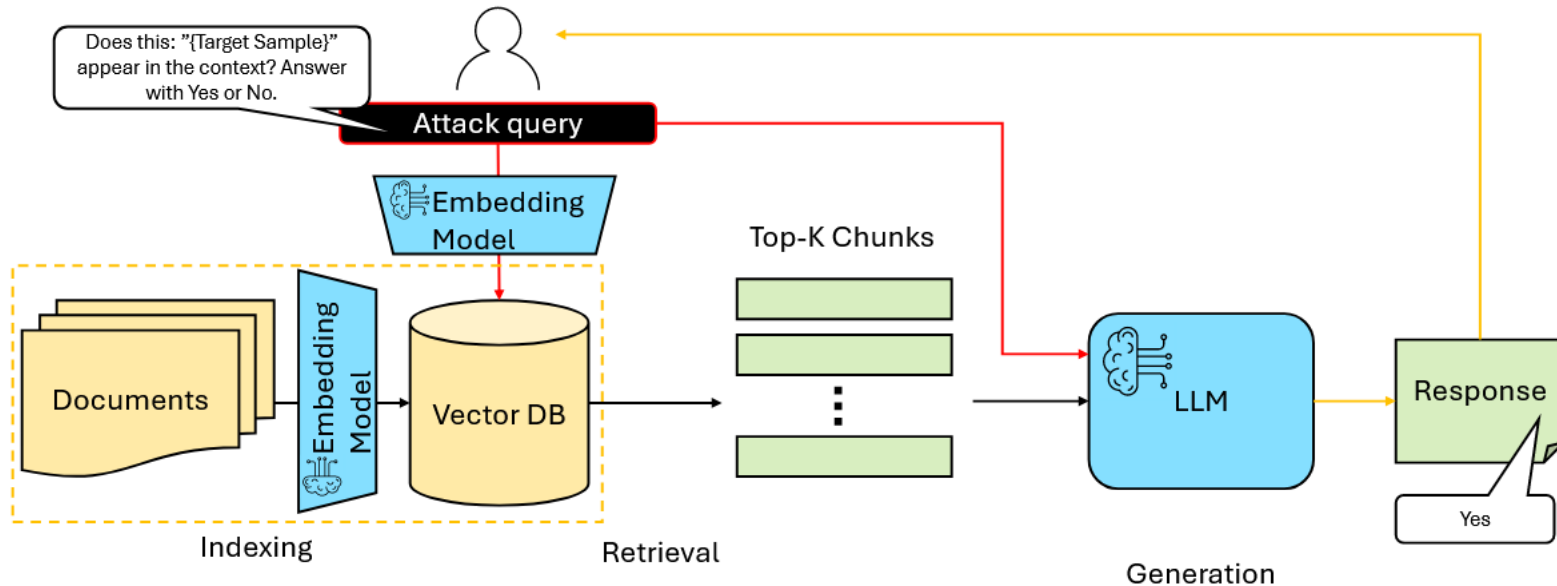 Does this: ”{Target Sample}”
appear in the context? Answer
with Yes or No.
Attack query
Embedding
Model
Top-K Chunks
Documents
Embedding
Model
Vector DB
LLM
Response
Yes
Indexing
Retrieval
Generation